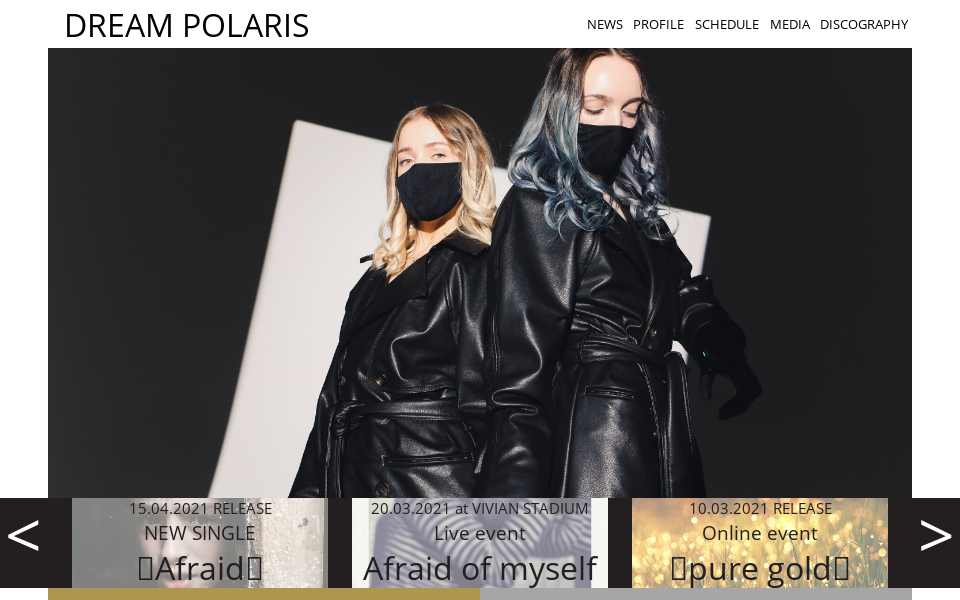 DREAM POLARIS
NEWS PROFILE SCHEDULE MEDIA DISCOGRAPHY
15.04.2021 RELEASE
NEW SINGLE
▯Afraid▯
20.03.2021 at VIVIAN STADIUM
Live event
Afraid of myself
10.03.2021 RELEASE
Online event
▯pure gold▯
< >